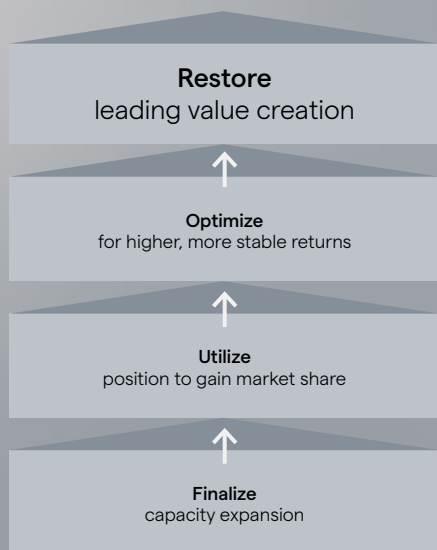 Restore
leading value creation
Optimize
for higher, more stable returns
Utilize
position to gain market share
Finalize
capacity expansion